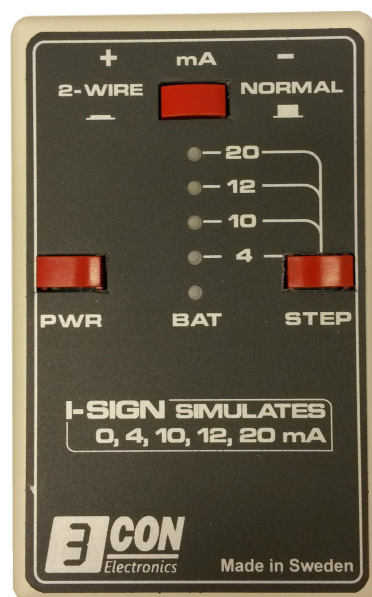 + mA -
2-WIRE NORMAL
20
12
10
4
PWR BAT STEP
I-SIGN SIMULATES
0, 4, 10, 12, 20 mA
3CON
Electronics
Made in Sweden